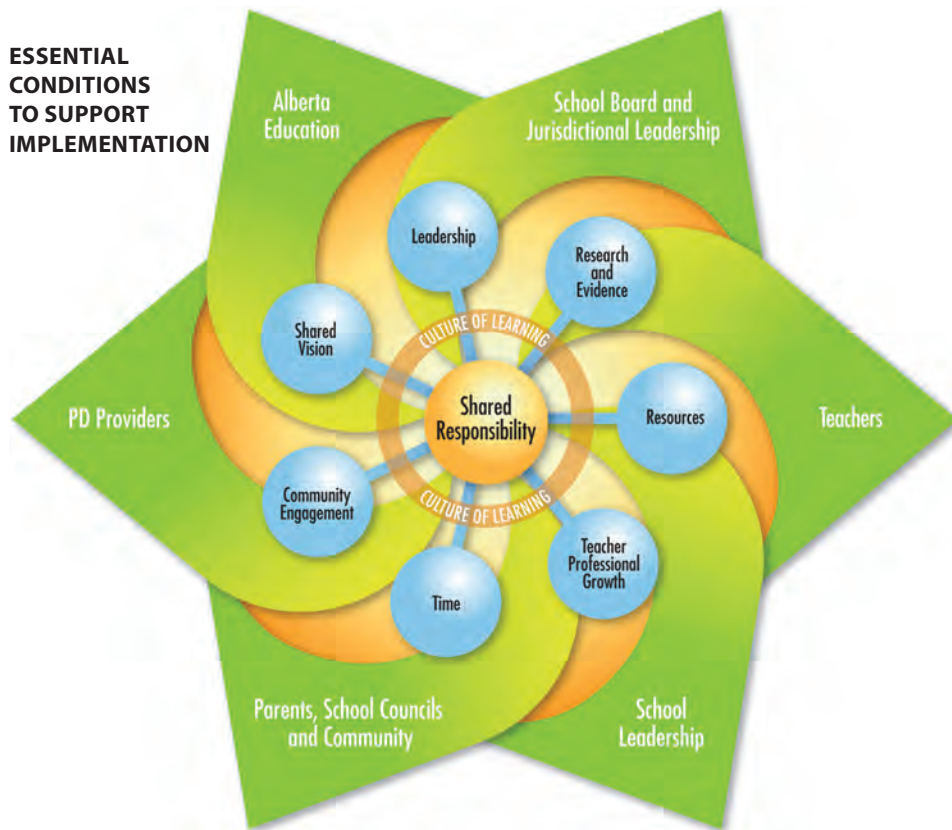 ESSENTIAL
CONDITIONS
TO SUPPORT
IMPLEMENTATION
Alberta
Education
School Board and
Jurisdictional Leadership
Leadership
Research
and
Evidence
Shared
Vision
CULTURE OF LEARNING
Shared
Responsibility
PD Providers
Resources
Teachers
Community
Engagement
CULTURE OF LEARNING
Teacher
Professional
Growth
Time
Parents, School Councils
and Community
School
Leadership